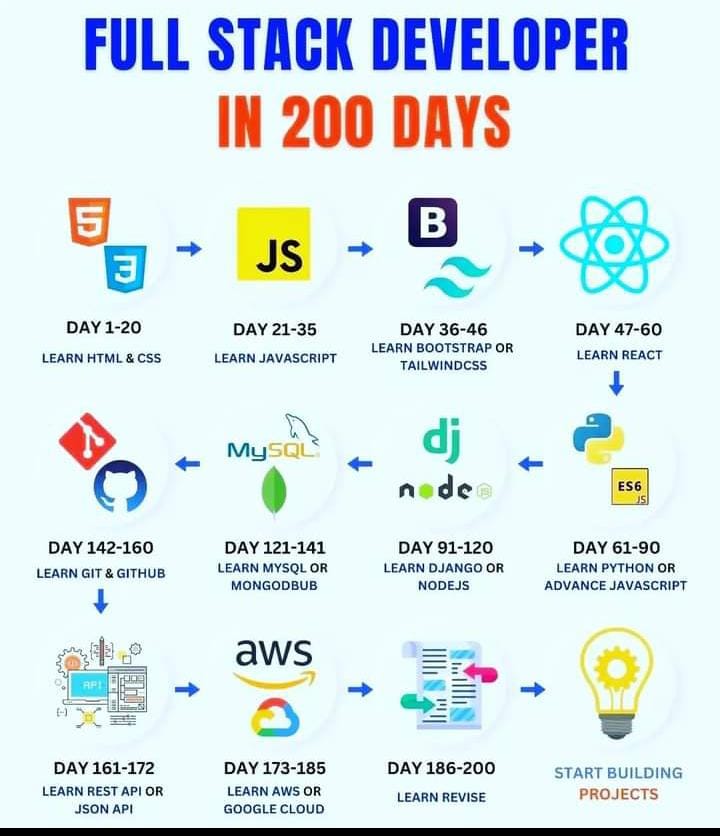 FULL STACK DEVELOPER
IN 200 DAYS
5
3
JS
B
DAY 1-20
LEARN HTML & CSS
DAY 21-35
LEARN JAVASCRIPT
DAY 36-46
LEARN BOOTSTRAP OR
TAILWINDCSS
DAY 47-60
LEARN REACT
MySQL
dj
node
JS
ES6
JS
DAY 142-160
LEARN GIT & GITHUB
DAY 121-141
LEARN MYSQL OR
MONGODBUB
DAY 91-120
LEARN DJANGO OR
NODEJS
DAY 61-90
LEARN PYTHON OR
ADVANCE JAVASCRIPT
API
aws
DAY 161-172
LEARN REST API OR
JSON API
DAY 173-185
LEARN AWS OR
GOOGLE CLOUD
DAY 186-200
LEARN REVISE
START BUILDING
PROJECTS